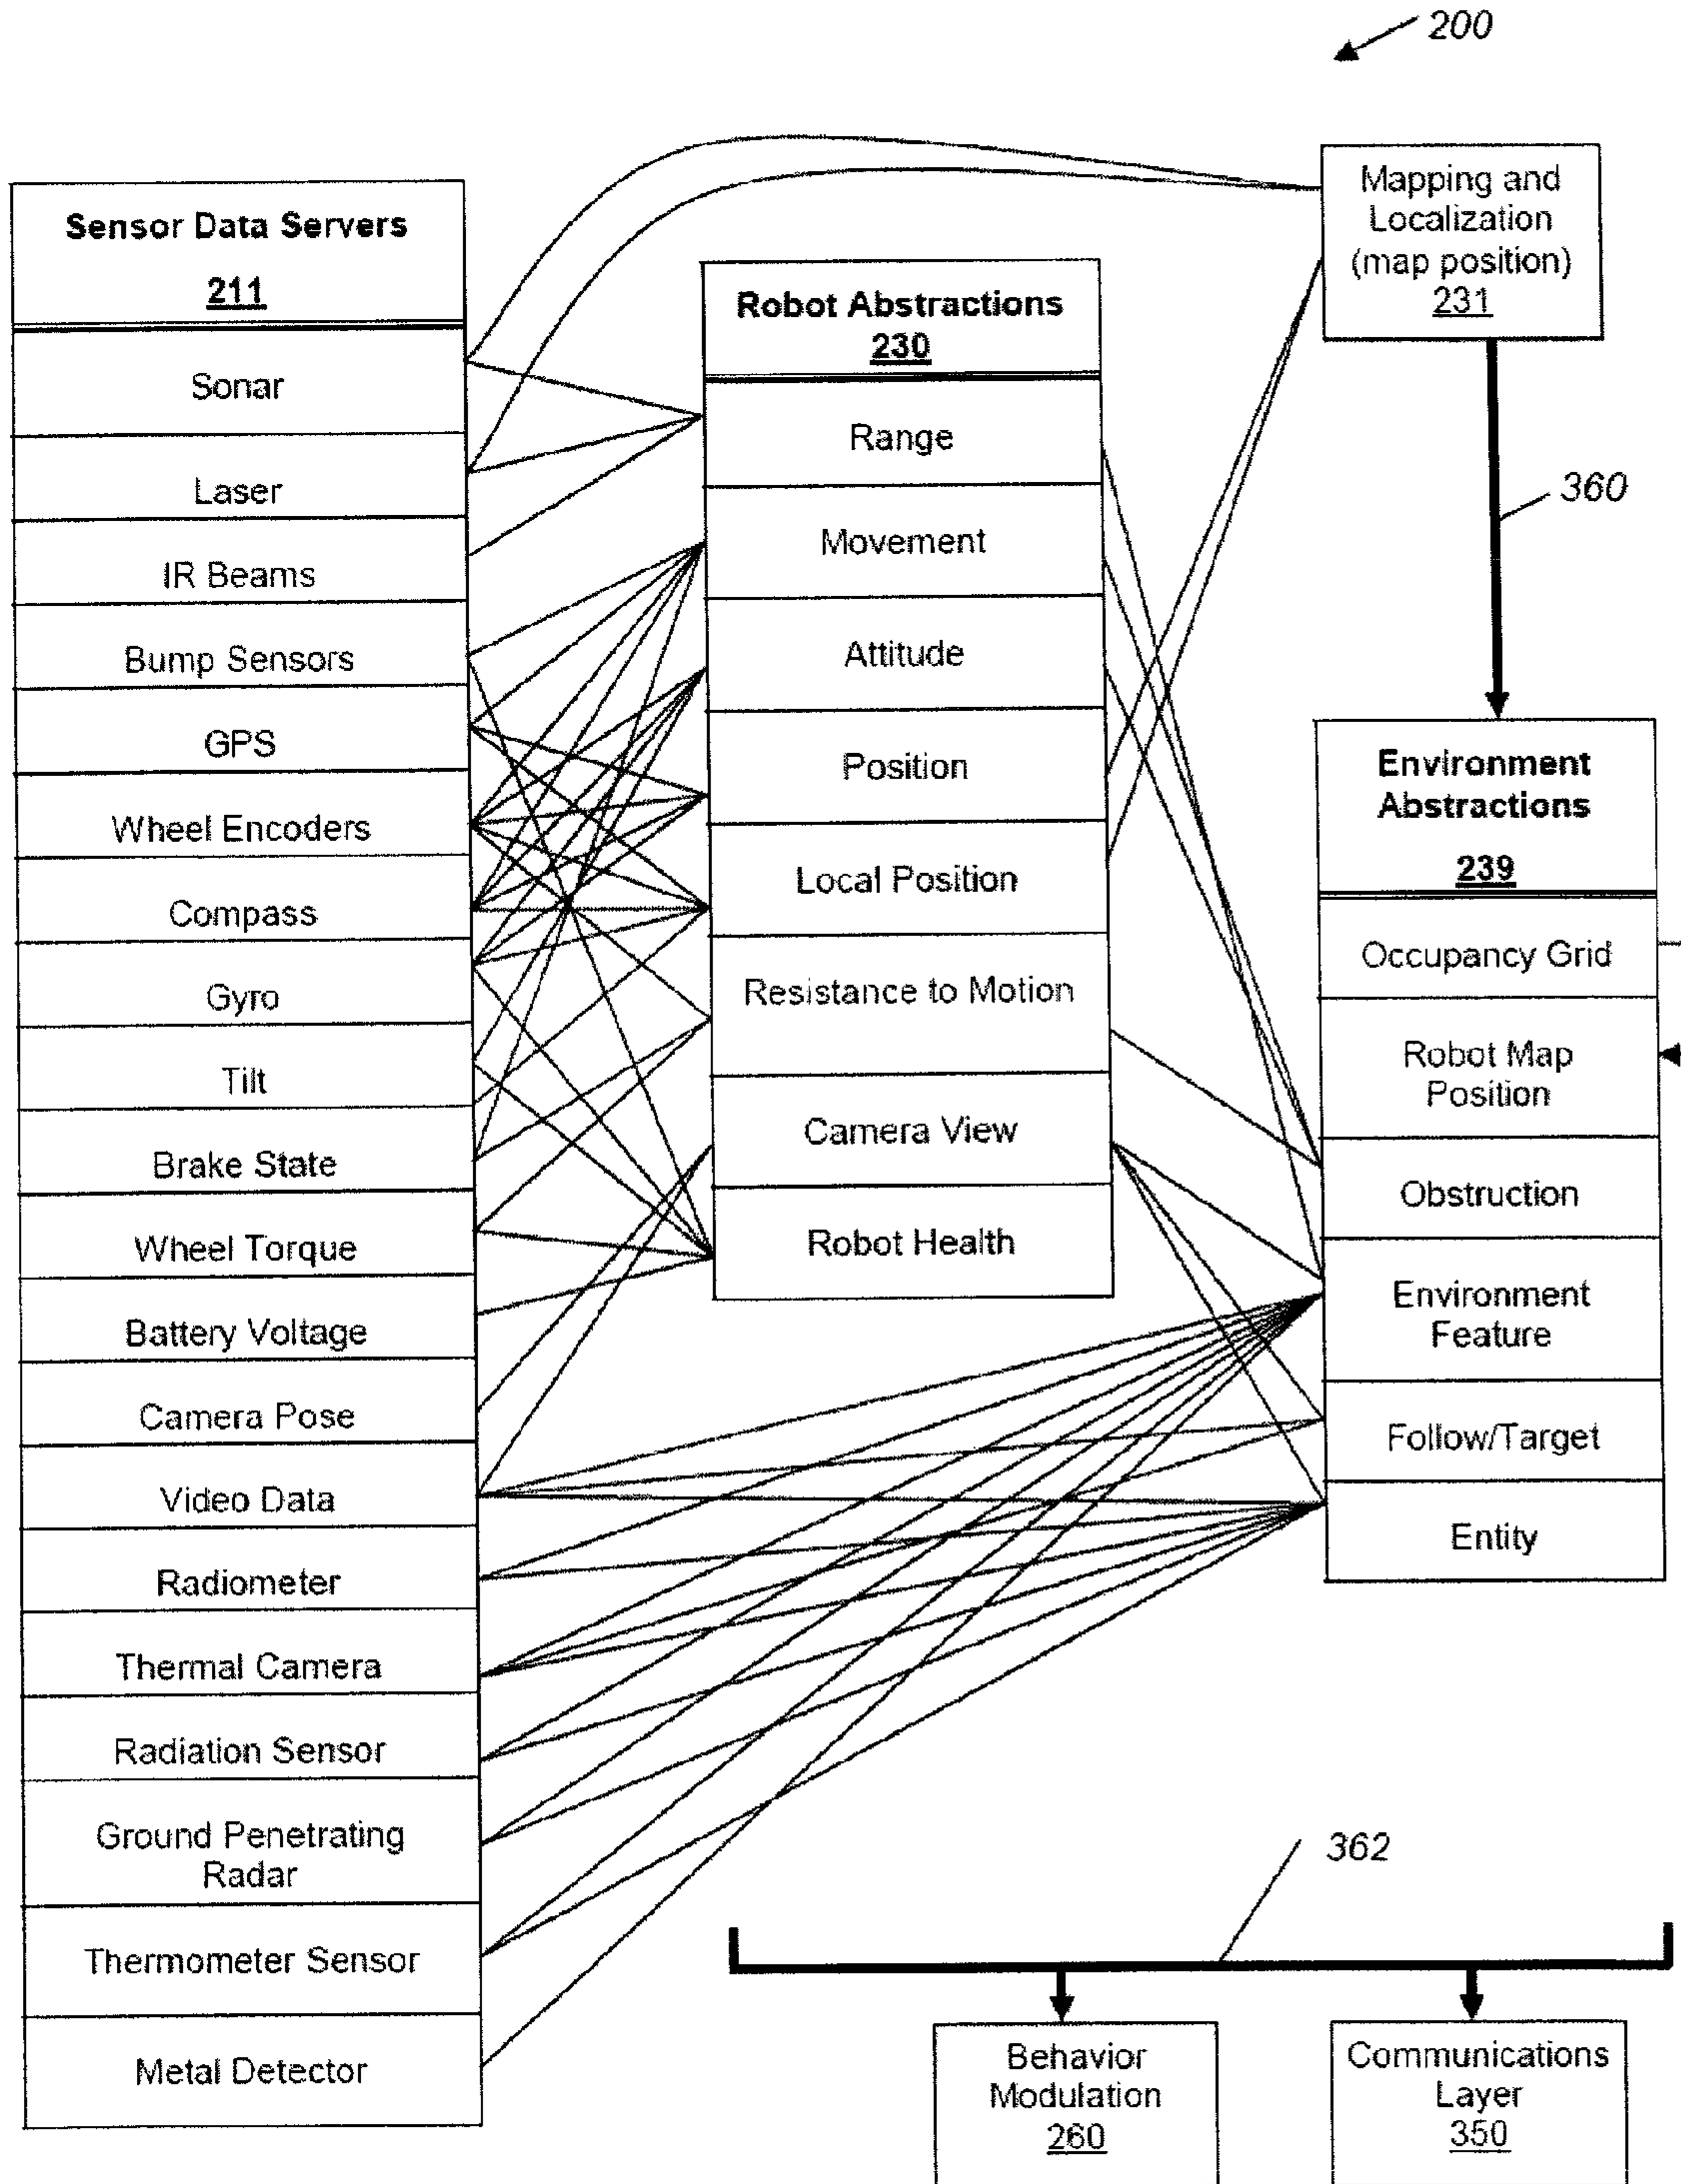 200
Sensor Data Servers
211
Sonar
Laser
IR Beams
Bump Sensors
GPS
Wheel Encoders
Compass
Gyro
Tilt
Brake State
Wheel Torque
Battery Voltage
Camera Pose
Video Data
Radiometer
Thermal Camera
Radiation Sensor
Ground Penetrating
Radar
Thermometer Sensor
Metal Detector
Robot Abstractions
230
Range
Movement
Attitude
Position
Local Position
Resistance to Motion
Camera View
Robot Health
Mapping and
Localization
(map position)
231
360
Environment
Abstractions
239
Occupancy Grid
Robot Map
Position
Obstruction
Environment
Feature
Follow/Target
Entity
362
Behavior
Modulation
260
Communications
Layer
350